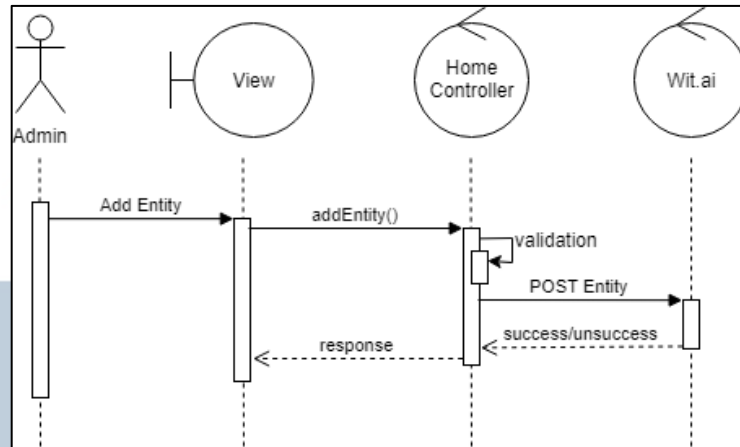 Admin
View
Home
Controller
Wit.ai
Add Entity
addEntity()
validation
POST Entity
success/unsuccess
response